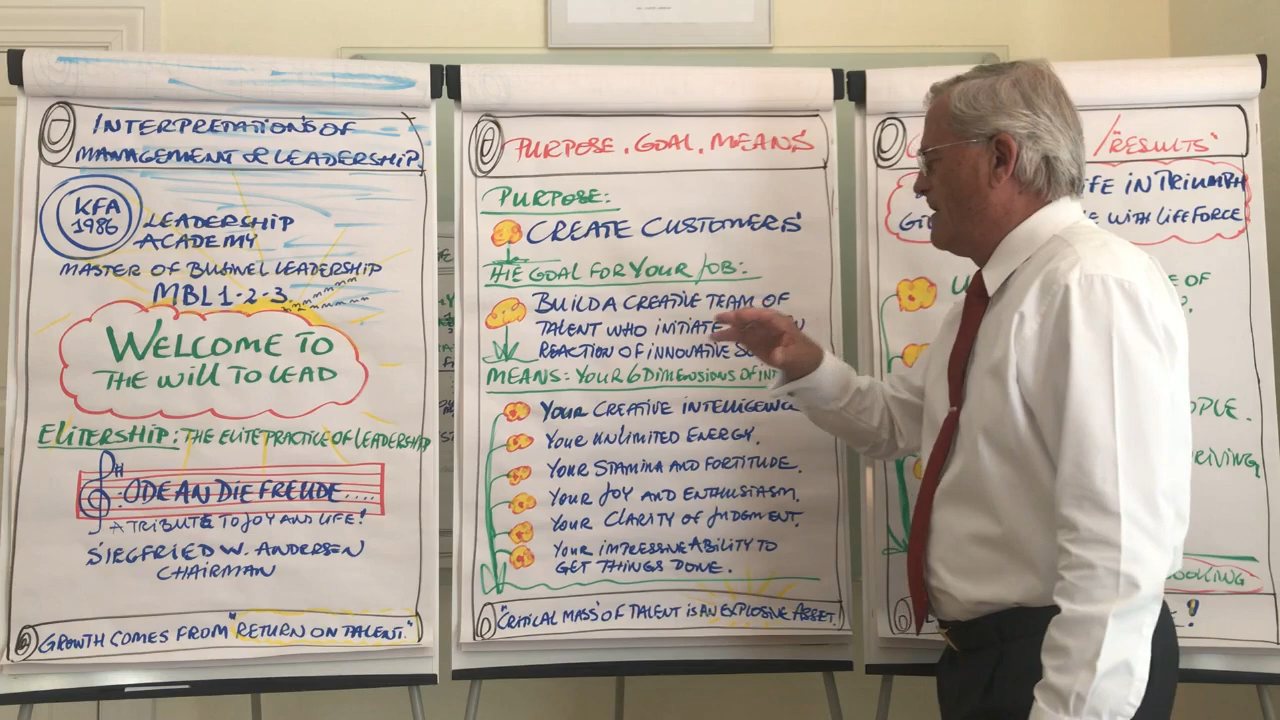 INTERPRETATIONS OF
MANAGEMENT & LEADERSHIP
KFA
1986
LEADERSHIP
ACADEMY
MASTER OF BUSINEL LEADERSHIP
MBL 1-2-3
WELCOME TO
THE WILL TO LEAD
ELITERSHIP: THE ELITE PRACTICE OF LEADERSHIP
ODE AN DIE FREUDE....
A TRIBUTE TO JOY AND LIFE!
SIEGFRIED W. ANDERSEN
CHAIRMAN
GROWTH COMES FROM "RETURN ON TALENT."
PURPOSE. GOAL. MEANS
PURPOSE:
CREATE CUSTOMERS
THE GOAL FOR YOUR JOB:
BUILD A CREATIVE TEAM OF
TALENT WHO INITIATE
REACTION OF INNOVATIVE
MEANS: YOUR 6 DIMENSIONS OF
YOUR CREATIVE INTELLIGENCE
YOUR UNLIMITED ENERGY.
YOUR STAMINA AND FORTITUDE.
YOUR JOY AND ENTHUSIASM.
YOUR CLARITY OF JUDGMENT.
YOUR IMPRESSIVE ABILITY TO
GET THINGS DONE.
"CRITICAL MASS" OF TALENT IS AN EXPLOSIVE ASSET.
/"RESULTS"
IN TRIUMPH
WITH LIFE FORCE
OF